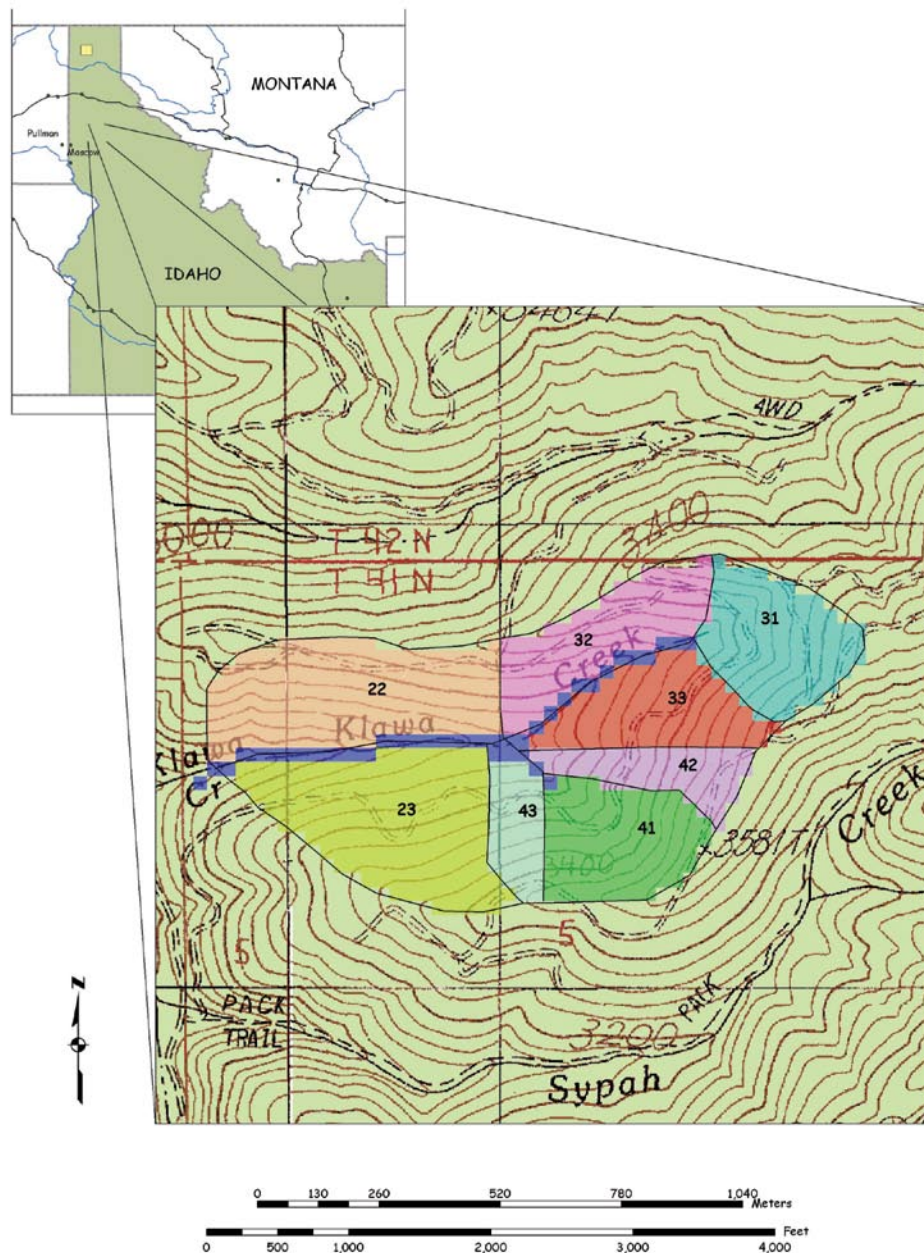 MONTANA
Pullman
Moscow
IDAHO
4WD
3400
T 42 N
T 41 N
31
32
Creek
33
22
Klawa
Klawa
Cr
42
23
43
41
Creek
3400
5
5
PACK
TRAIL
PACK
3200
Sypah
N
0 130 260 520 780 1,040
Meters
Feet
0 500 1,000 2,000 3,000 4,000